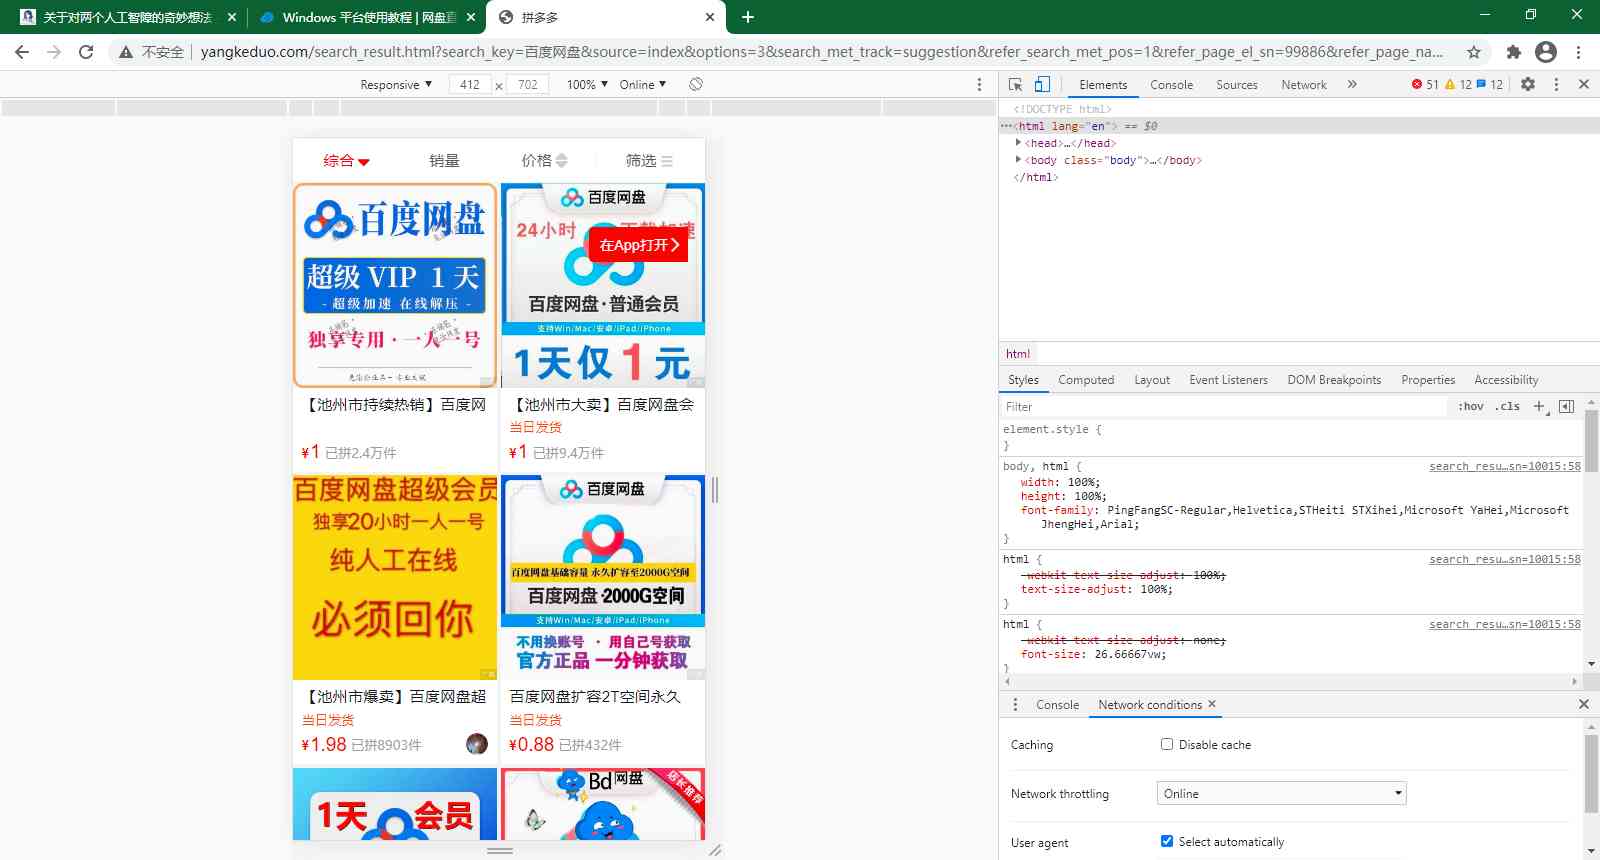 关于对两个人工智障的奇妙想法
Windows 平台使用教程 | 网盘直
拼多多
不安全
yangkeduo.com/search_result.html?search_key=百度网盘&source=index&options=3&search_met_track=suggestion&refer_search_met_pos=1&refer_page_el_sn=99886&refer_page_na...
Responsive ▼ 412 × 702 100% ▼ Online ▼
Elements Console Sources Network » 51 12 12
<!DOCTYPE html>
···<html lang="en"> == $0
<head>…</head>
<body class="body">…</body>
</html>
综合 销量 价格 筛选
百度网盘
超级 VIP 1 天
- 超级加速 在线解压 -
独享专用·一人一号
百度网盘
24小时
在App打开
百度网盘·普通会员
支持Win/Mac/安卓/iPad/iPhone
1天仅1元
【池州市持续热销】百度网
¥1 已拼2.4万件
【池州市大卖】百度网盘会
当日发货
¥1 已拼9.4万件
百度网盘超级会员
独享20小时一人一号
纯人工在线
必须回你
百度网盘
百度网盘基础容量 永久扩容至2000G空间
百度网盘·2000G空间
支持Win/Mac/安卓/iPad/iPhone
不用换账号 · 用自己号获取
官方正品 一分钟获取
【池州市爆卖】百度网盘超
当日发货
¥1.98 已拼8903件
百度网盘扩容2T空间永久
当日发货
¥0.88 已拼432件
1天 会员
Bd 网盘
店长推荐
html
Styles Computed Layout Event Listeners DOM Breakpoints Properties Accessibility
Filter :hov .cls
element.style {
}
body, html { search_resu…sn=10015:58
width: 100%;
height: 100%;
font-family: PingFangSC-Regular,Helvetica,STHeiti STXihei,Microsoft YaHei,Microsoft
JhengHei,Arial;
}
html { search_resu…sn=10015:58
-webkit-text-size-adjust: 100%;
text-size-adjust: 100%;
}
html { search_resu…sn=10015:58
-webkit-text-size-adjust: none;
font-size: 26.66667vw;
}
Console Network conditions
Caching Disable cache
Network throttling Online
User agent Select automatically